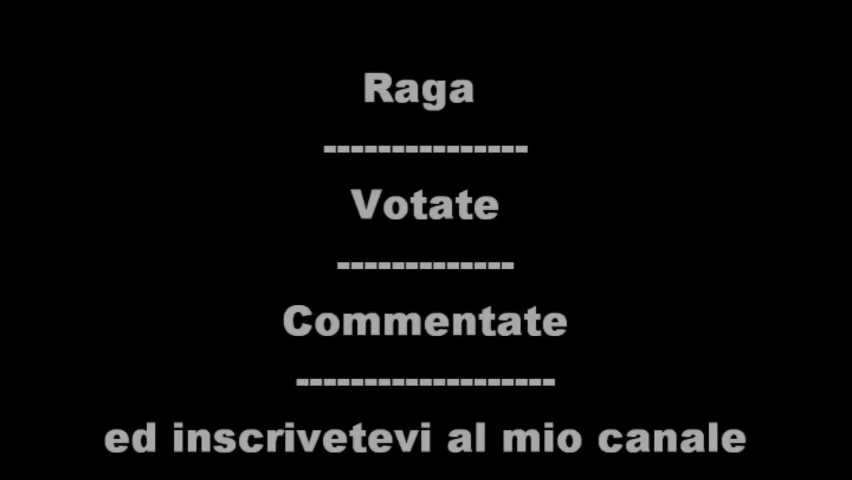 Raga
---------------
Votate
-------------
Commentate
-------------------
ed inscrivetevi al mio canale